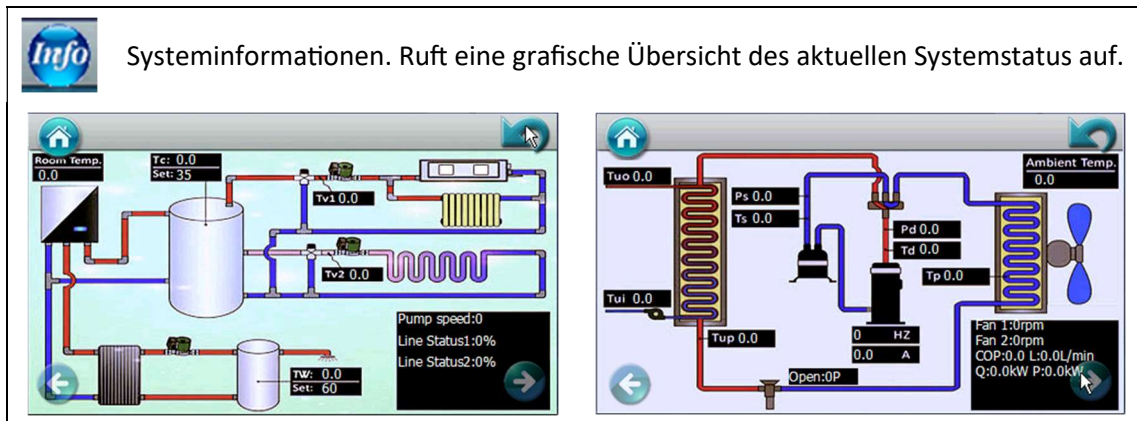 Info
Systeminformationen. Ruft eine grafische Übersicht des aktuellen Systemstatus auf.
Room Temp.
0.0
Tc: 0.0
Set: 35
Tv1 0.0
Tv2 0.0
Pump speed:0
Line Status1:0%
Line Status2:0%
TW: 0.0
Set: 60
Tuo 0.0
Ambient Temp.
0.0
Ps 0.0
Ts 0.0
Pd 0.0
Td 0.0
Tp 0.0
Tui 0.0
Tup 0.0
0 HZ
0.0 A
Open:0P
Fan 1:0rpm
Fan 2:0rpm
COP:0.0 L:0.0L/min
Q:0.0kW P:0.0kW